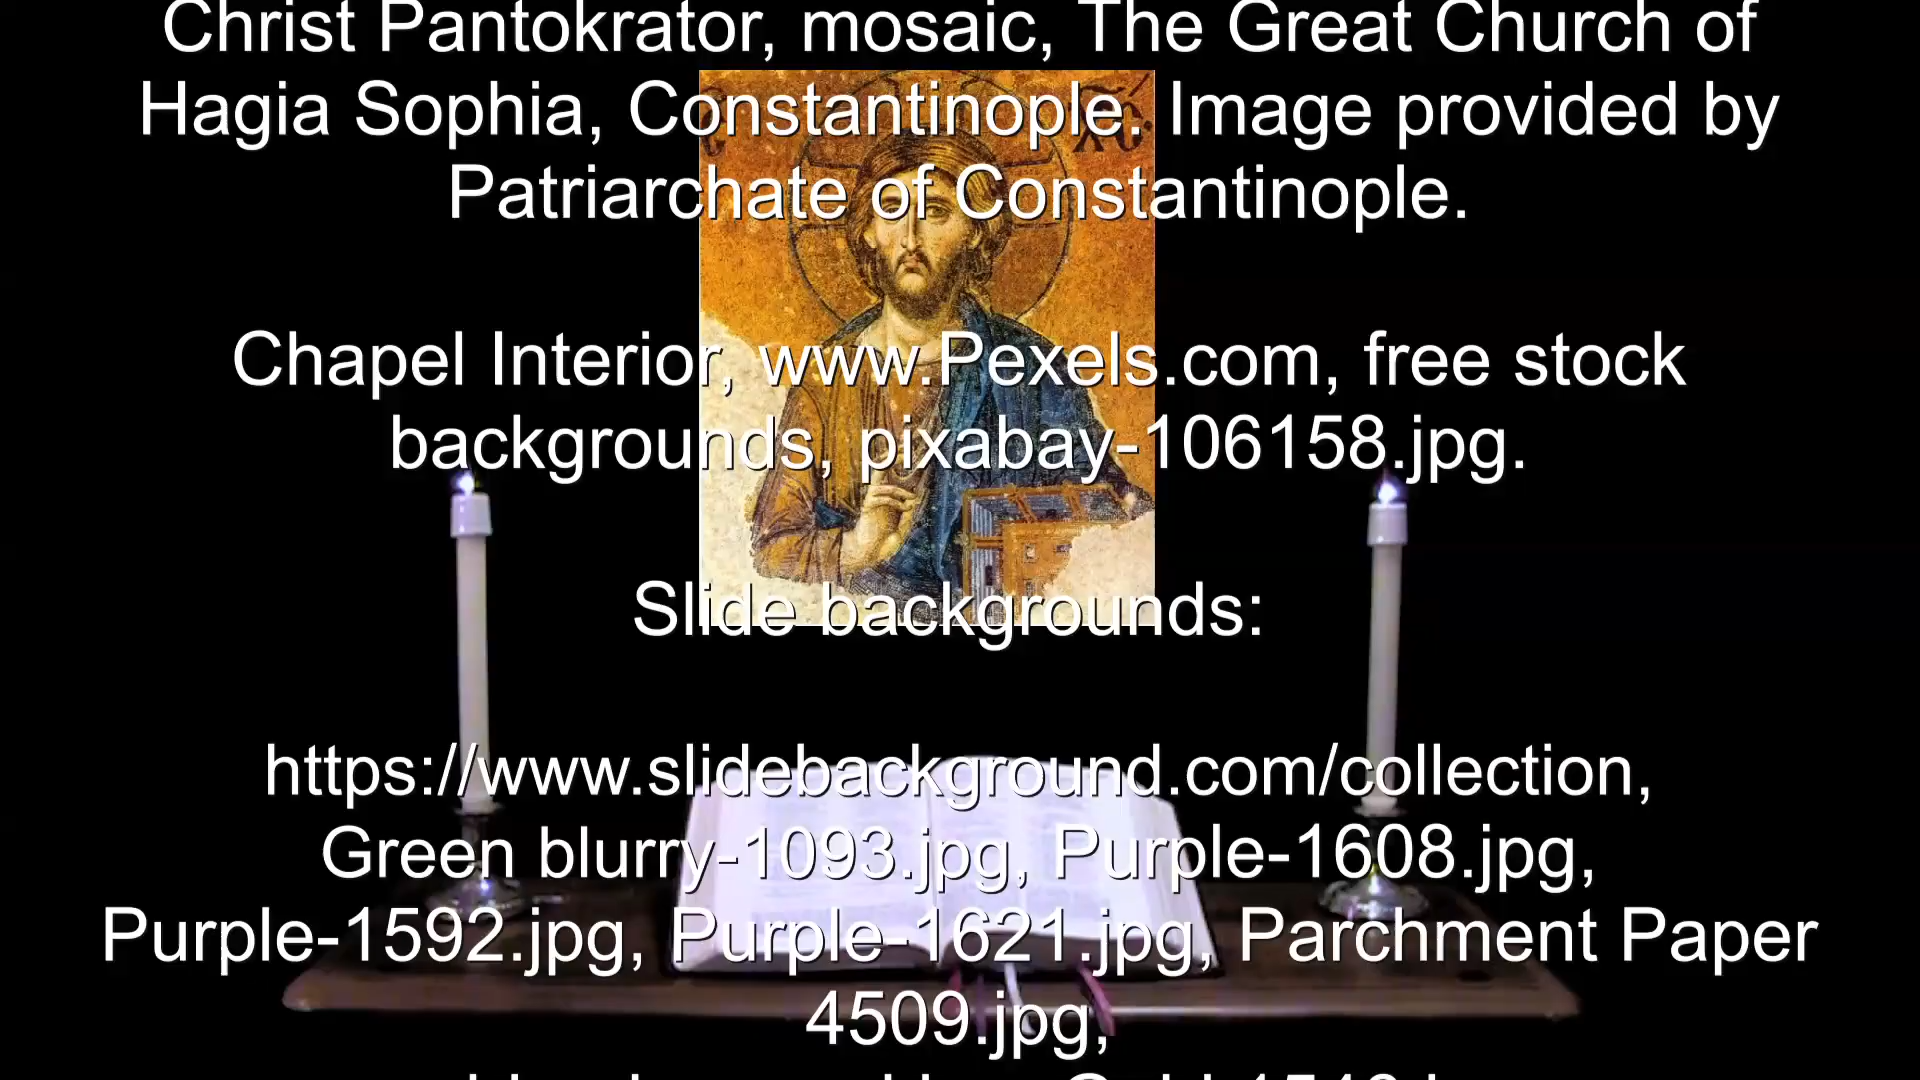 Christ Pantokrator, mosaic, The Great Church of
Hagia Sophia, Constantinople. Image provided by
Patriarchate of Constantinople.
Chapel Interior, www.Pexels.com, free stock
backgrounds, pixabay-106158.jpg.
Slide backgrounds:
https://www.slidebackground.com/collection,
Green blurry-1093.jpg, Purple-1608.jpg,
Purple-1592.jpg, Purple-1621.jpg, Parchment Paper
4509.jpg,